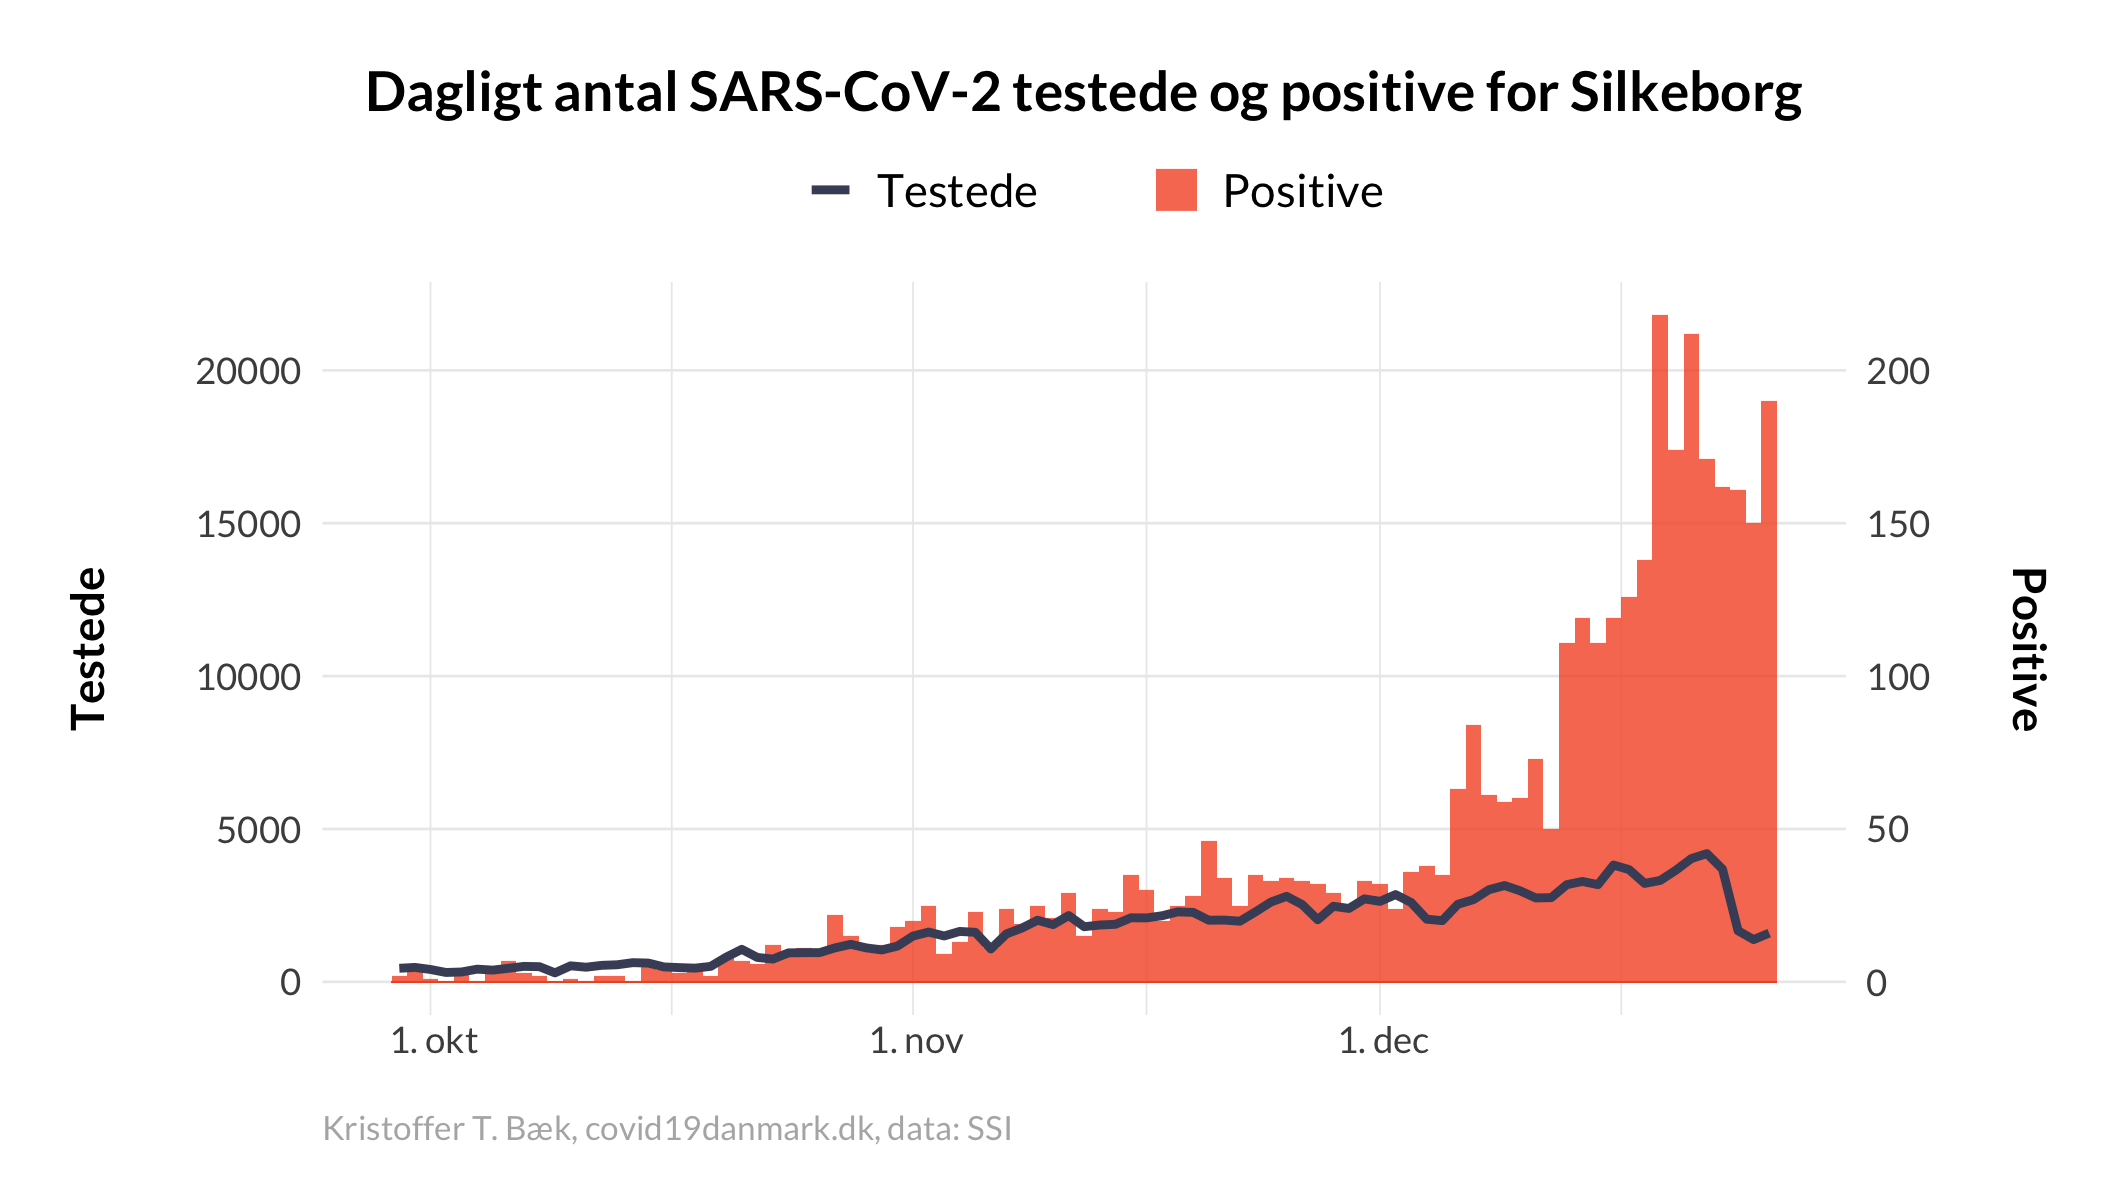 Dagligt antal SARS-CoV-2 testede og positive for Silkeborg
Testede
Positive
20000
15000
10000
5000
0
Testede
200
150
100
50
0
Positive
1. okt
1. nov
1. dec
Kristoffer T. Bæk, covid19danmark.dk, data: SSI